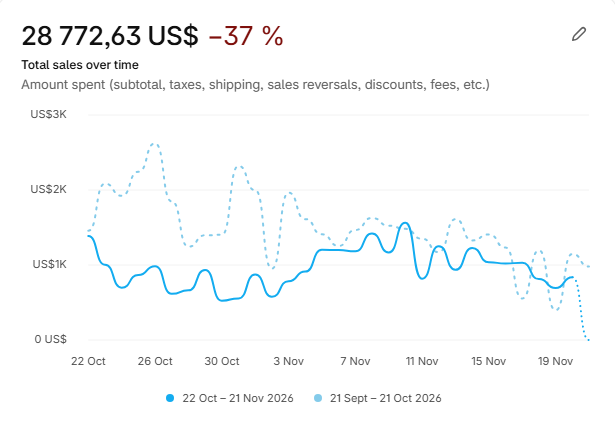 28 772,63 US$ −37 %
Total sales over time
Amount spent (subtotal, taxes, shipping, sales reversals, discounts, fees, etc.)
US$3K
US$2K
US$1K
0 US$
22 Oct 26 Oct 30 Oct 3 Nov 7 Nov 11 Nov 15 Nov 19 Nov
22 Oct – 21 Nov 2026 21 Sept – 21 Oct 2026